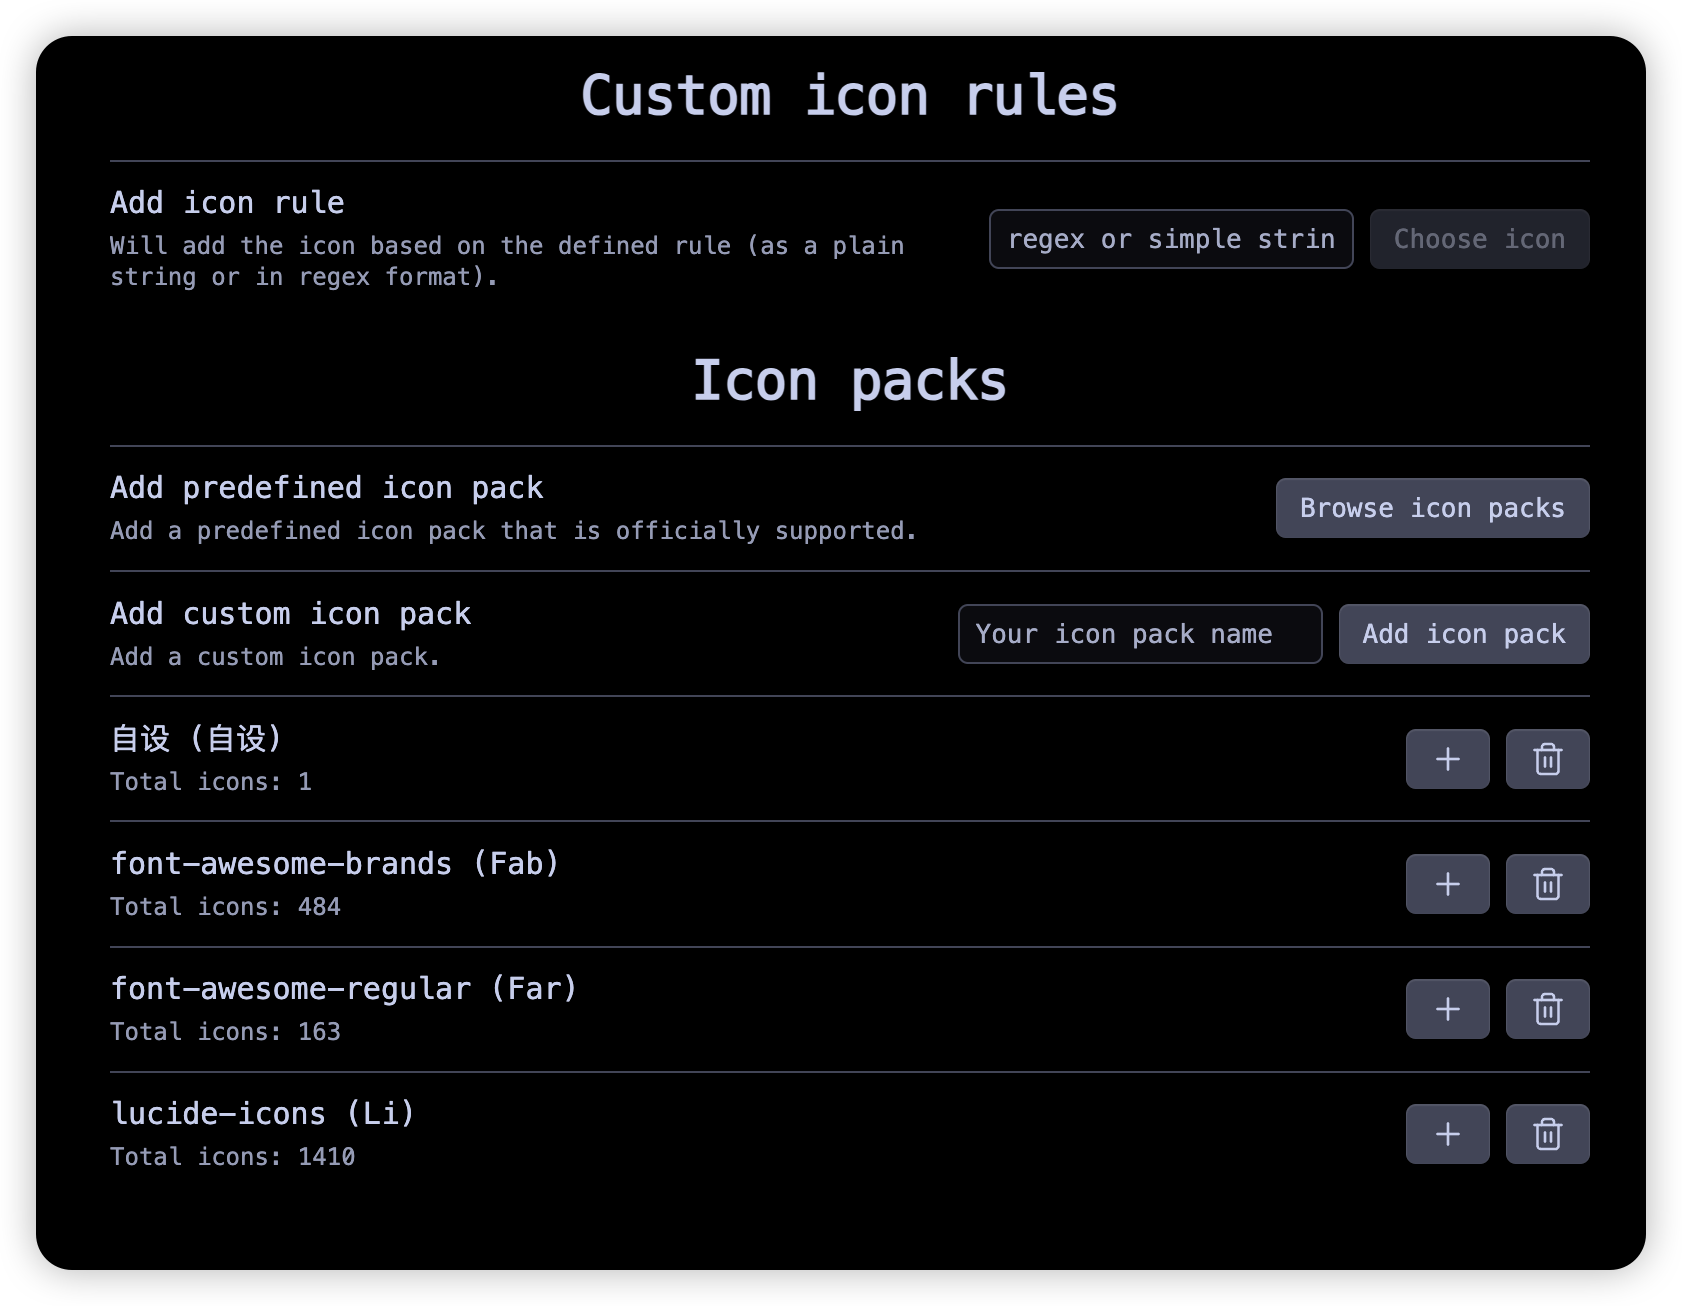 Custom icon rules
Add icon rule
Will add the icon based on the defined rule (as a plain
string or in regex format).
regex or simple strin
Choose icon
Icon packs
Add predefined icon pack
Add a predefined icon pack that is officially supported.
Browse icon packs
Add custom icon pack
Add a custom icon pack.
Your icon pack name
Add icon pack
自设 (自设)
Total icons: 1
font-awesome-brands (Fab)
Total icons: 484
font-awesome-regular (Far)
Total icons: 163
lucide-icons (Li)
Total icons: 1410